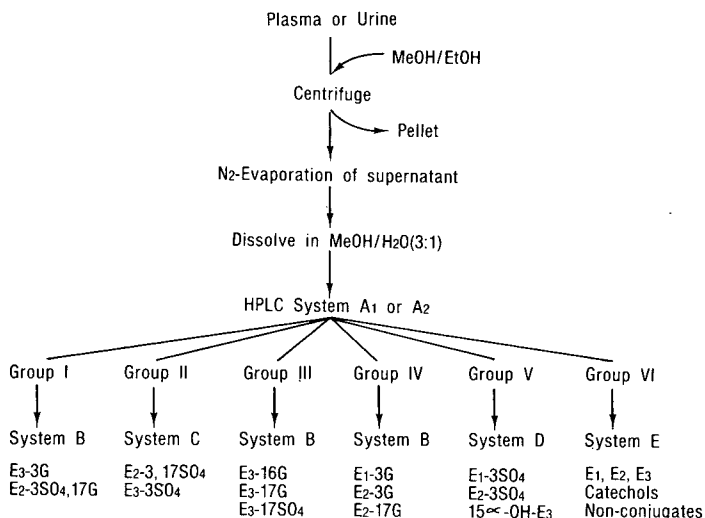 Plasma or Urine
MeOH/EtOH
Centrifuge
Pellet
N2-Evaporation of supernatant
Dissolve in MeOH/H2O(3:1)
HPLC System A1 or A2
Group I Group II Group III Group IV Group V Group VI
System B System C System B System B System D System E
E3-3G E2-3, 17SO4 E3-16G E1-3G E1-3SO4 E1, E2, E3
E2-3SO4,17G E3-3SO4 E3-17G E2-3G E2-3SO4 Catechols
E3-17SO4 E2-17G 15∝-OH-E3 Non-conjugates